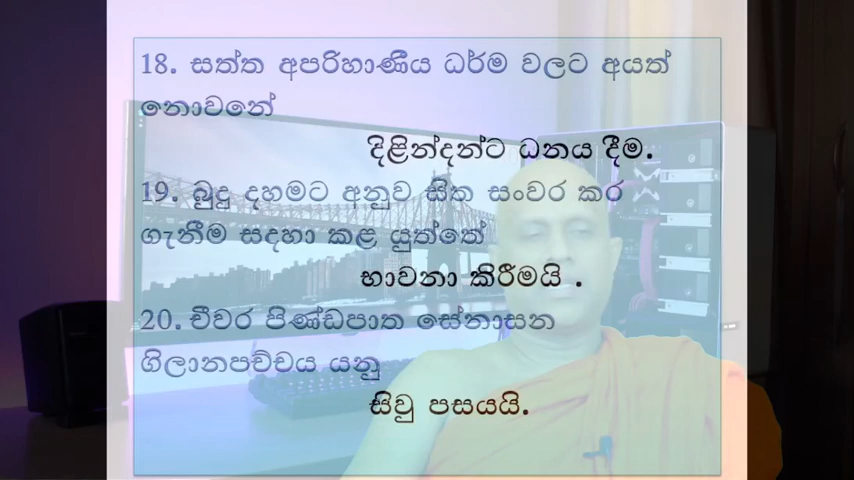 18. සත්ත අපරිහාණීය ධර්ම වලට අයත්
නොවනේ
දිළින්දන්ට ධනය දීම.
19. බුදු දහමට අනුව සිත සංවර කර
ගැනීම සදහා කළ යුත්තේ
භාවනා කිරීමයි .
20. චීවර පිණ්ඩපාත සේනාසන
ගිලානපච්චය යනු
සිවු පසයයි.